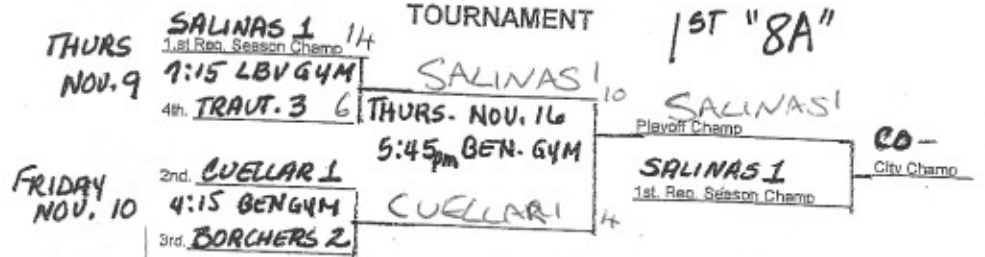 TOURNAMENT
1ST "8A"
THURS
NOV. 9
SALINAS 1 14
1.st Reg. Season Champ
7:15 LBV GYM
4th. TRAUT. 3 6
SALINAS 1 10
THURS. NOV. 16
5:45pm BEN. GYM
SALINAS 1
Playoff Champ
CO-
City Champ
SALINAS 1
1st. Reg. Season Champ
FRIDAY
NOV. 10
2nd. CUELLAR 1
4:15 BEN GYM
3rd. BORCHERS 2
CUELLAR 1 4